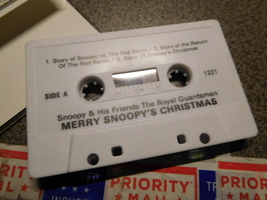 1 Story of Snoopy vs. The Red Baron / 2. Story of the Return
Of The Red Baron / 3. Story Of Snoopy's Christmas
SIDE A
1321
Snoopy & His Friends The Royal Guardsmen
MERRY SNOOPY'S CHRISTMAS
PRIORITY
MAIL
PRIORITY
MAIL